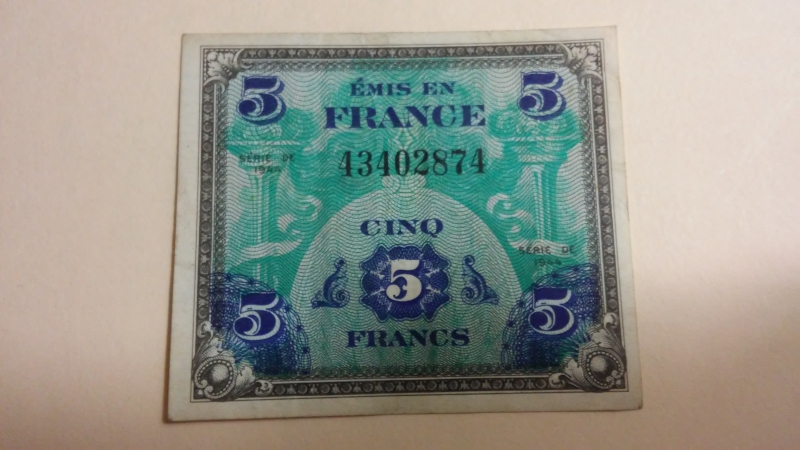 5 ÉMIS EN 5
FRANCE
SÉRIE DE
1944
43402874
CINQ
5
SÉRIE DE
1944
5 FRANCS 5